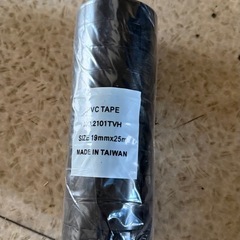 VC TAPE
2101TVH
SIZE 19mmx25m
MADE IN TAIWAN